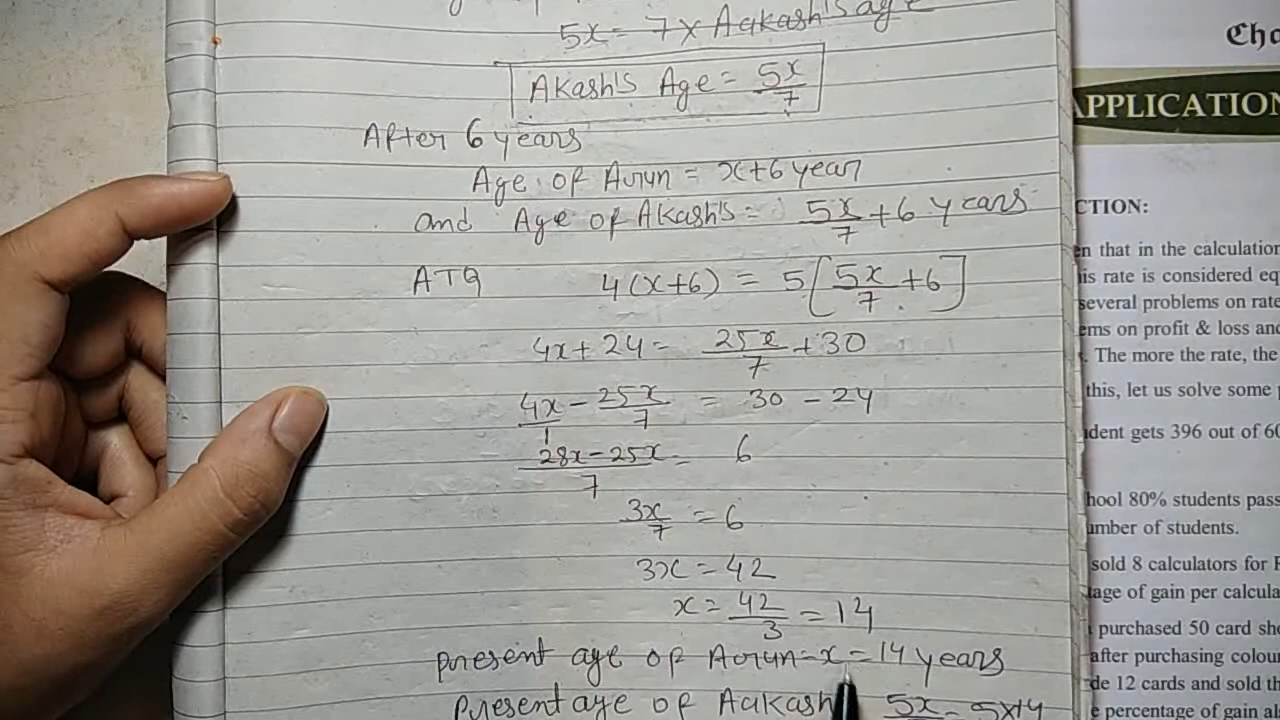 5x = 7 x Aakash's age
Akash's Age = 5x/7
After 6 years
Age of Arun = x+6 year
and Age of Akash's = 5x/7 + 6 years
ATQ 4(x+6) = 5[5x/7 + 6]
4x + 24 = 25x/7 + 30
4x/1 - 25x/7 = 30 - 24
28x - 25x/7 = 6
3x/7 = 6
3x = 42
x = 42/3 = 14
Present age of Arun = x = 14 years
Present age of Aakash 5x = 5x14
Cha
APPLICATION
CTION:
en that in the calculation
his rate is considered eq
several problems on rate
ems on profit & loss and
. The more the rate, the
this, let us solve some
dent gets 396 out of 60
hool 80% students pass
umber of students.
sold 8 calculators for
tage of gain per calcula
purchased 50 card she
after purchasing colou
de 12 cards and sold th
e percentage of gain al